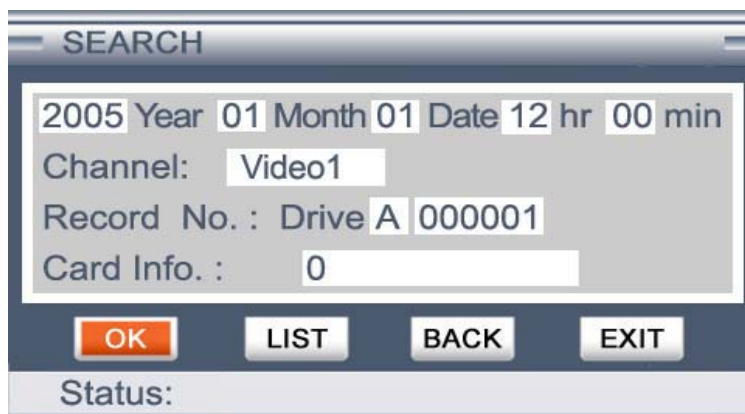 SEARCH
2005 Year 01 Month 01 Date 12 hr 00 min
Channel: Video1
Record No. : Drive A 000001
Card Info. : 0
OK LIST BACK EXIT
Status: